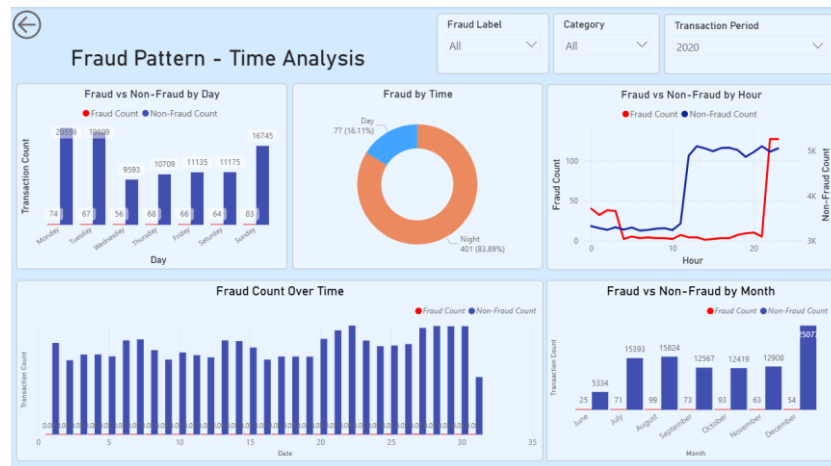 Fraud Pattern - Time Analysis
Fraud Label
All
Category
All
Transaction Period
2020
Fraud vs Non-Fraud by Day
Fraud Count Non-Fraud Count
Transaction Count
20556
9593
10709
11135
11175
16745
74
67
56
68
66
64
83
Monday
Tuesday
Wednesday
Thursday
Friday
Saturday
Sunday
Day
Fraud by Time
Day
77 (16.11%)
Night
401 (83.89%)
Fraud vs Non-Fraud by Hour
Fraud Count Non-Fraud Count
Fraud Count
100
50
0
5K
4K
3K
Non-Fraud Count
0 10 20
Hour
Fraud Count Over Time
Fraud Count Non-Fraud Count
Transaction Count
0 5 10 15 20 25 30 35
Date
Fraud vs Non-Fraud by Month
Fraud Count Non-Fraud Count
Transaction Count
5334
15393
15824
12567
12419
12908
25077
25
71
99
73
93
63
54
June
July
August
September
October
November
December
Month